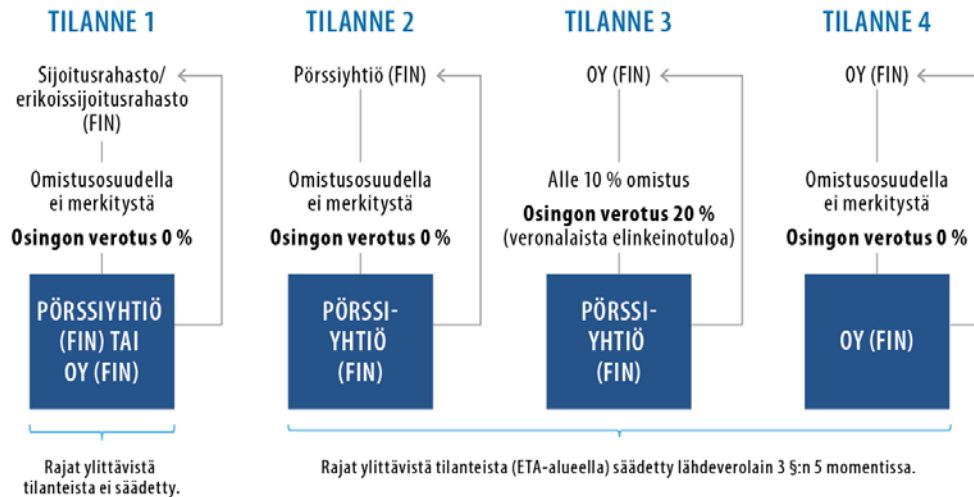 TILANNE 1
Sijoitusrahasto/
erikoissijoitusrahasto
(FIN)
Omistusosuudella
ei merkitystä
Osingon verotus 0 %
PÖRSSIYHTIÖ
(FIN) TAI
OY (FIN)
Rajat ylittävistä
tilanteista ei säädetty.
TILANNE 2
Pörssiyhtiö (FIN)
Omistusosuudella
ei merkitystä
Osingon verotus 0 %
PÖRSSI-
YHTIÖ
(FIN)
TILANNE 3
OY (FIN)
Alle 10 % omistus
Osingon verotus 20 %
(veronalaista elinkeinotuloa)
PÖRSSI-
YHTIÖ
(FIN)
TILANNE 4
OY (FIN)
Omistusosuudella
ei merkitystä
Osingon verotus 0 %
OY (FIN)
Rajat ylittävistä tilanteista (ETA-alueella) säädetty lähdeverolain 3 §:n 5 momentissa.